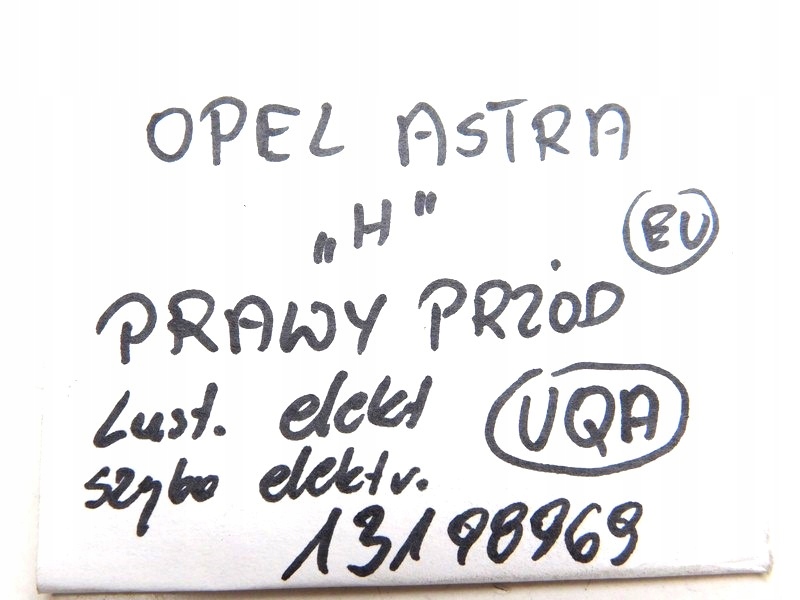 OPEL ASTRA
„H"
EU
PRAWY PRZÓD
Lust. elekt
UQA
szyba elektr.
13198969